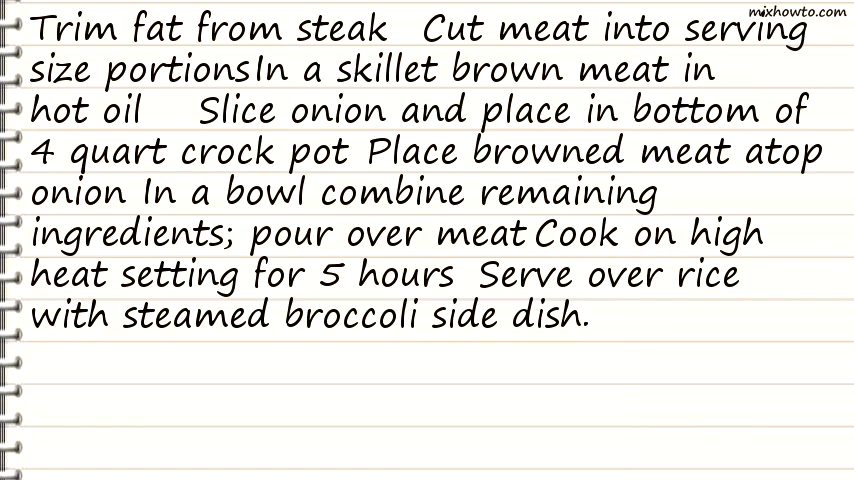 mixhowto.com
Trim fat from steak   Cut meat into serving
size portionsIn a skillet brown meat in
hot oil     Slice onion and place in bottom of
4 quart crock pot  Place browned meat atop
onion In a bowl combine remaining
ingredients; pour over meat Cook on high
heat setting for 5 hours  Serve over rice
with steamed broccoli side dish.